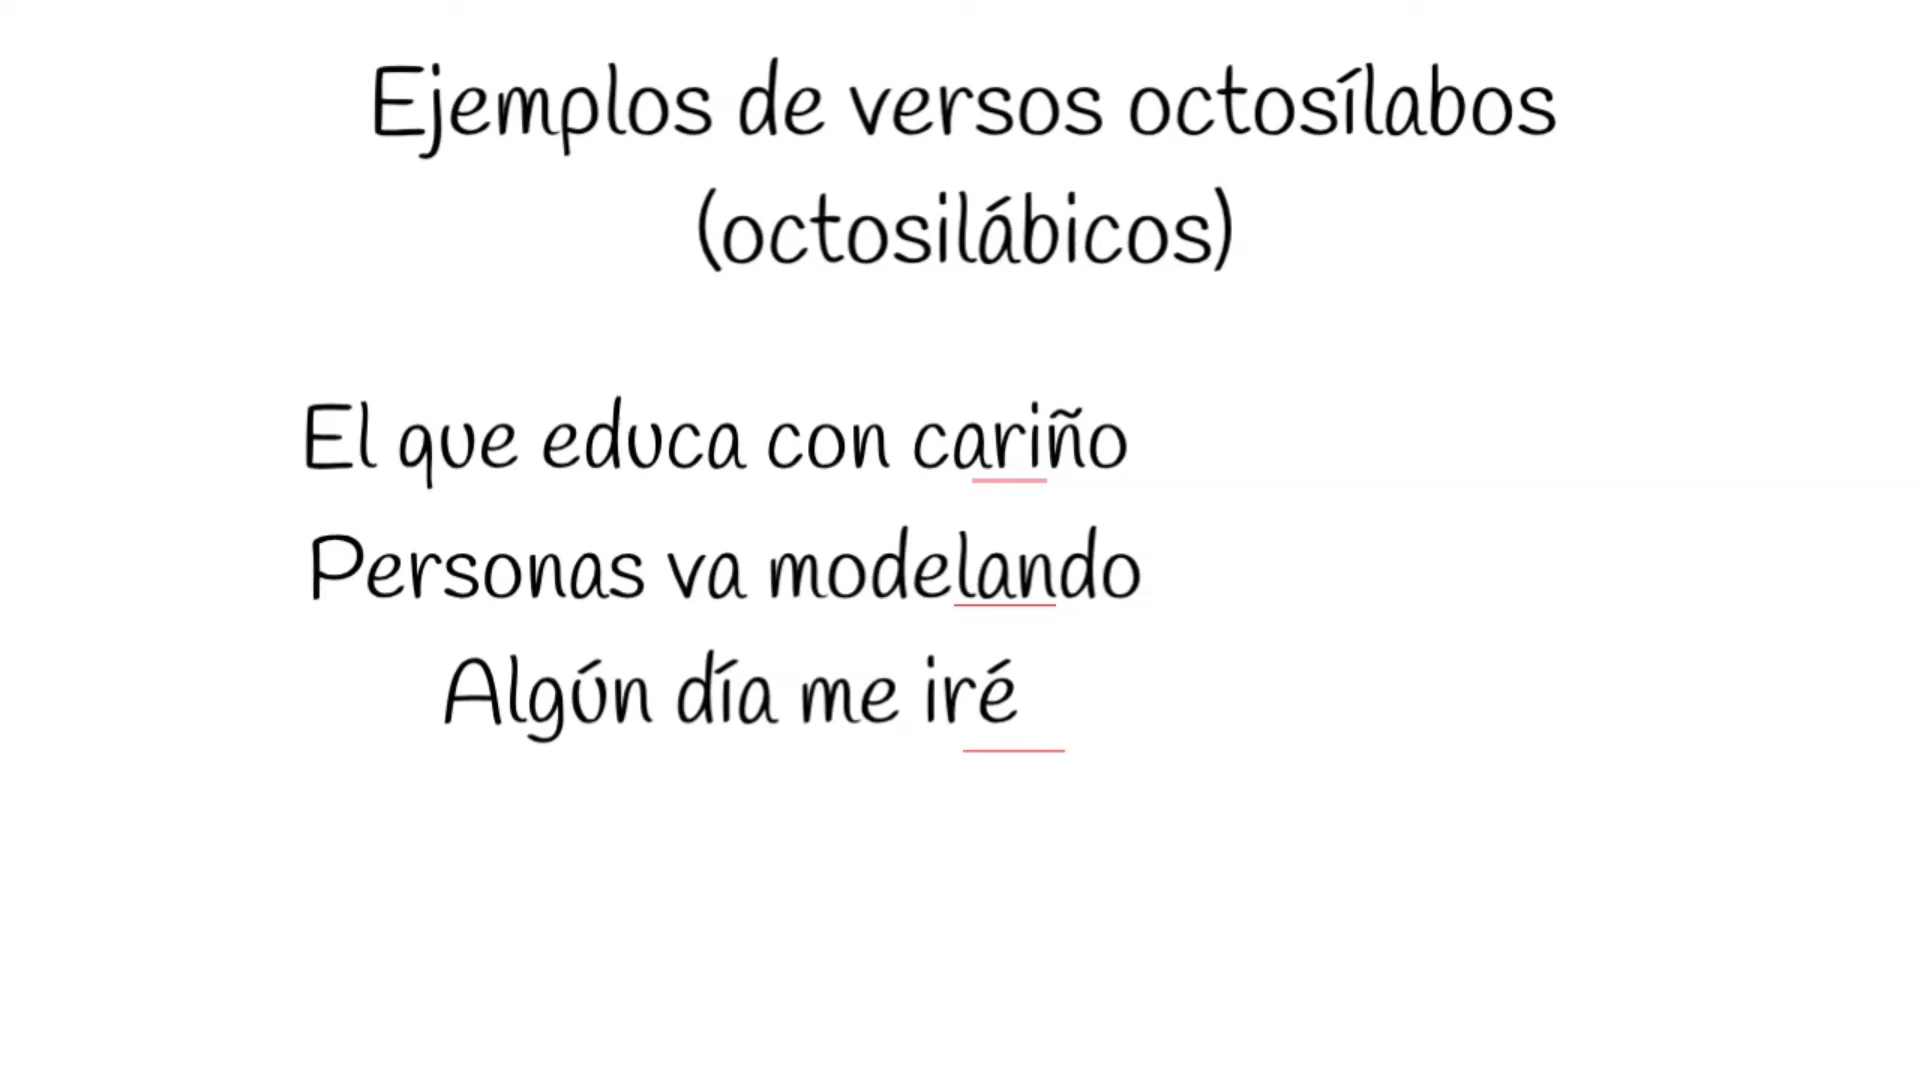 Ejemplos de versos octosílabos
(octosilábicos)
El que educa con cariño
Personas va modelando
Algún día me iré